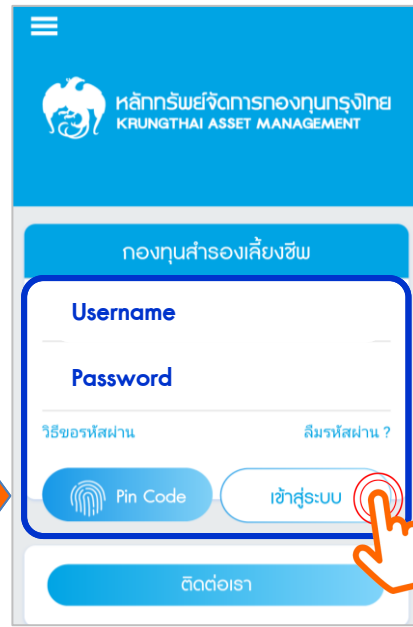 หลักทรัพย์จัดการกองทุนกรุงไทย
KRUNGTHAI ASSET MANAGEMENT
กองทุนสำรองเลี้ยงชีพ
Username
Password
วิธีขอรหัสผ่าน ลืมรหัสผ่าน ?
Pin Code เข้าสู่ระบบ
ติดต่อเรา